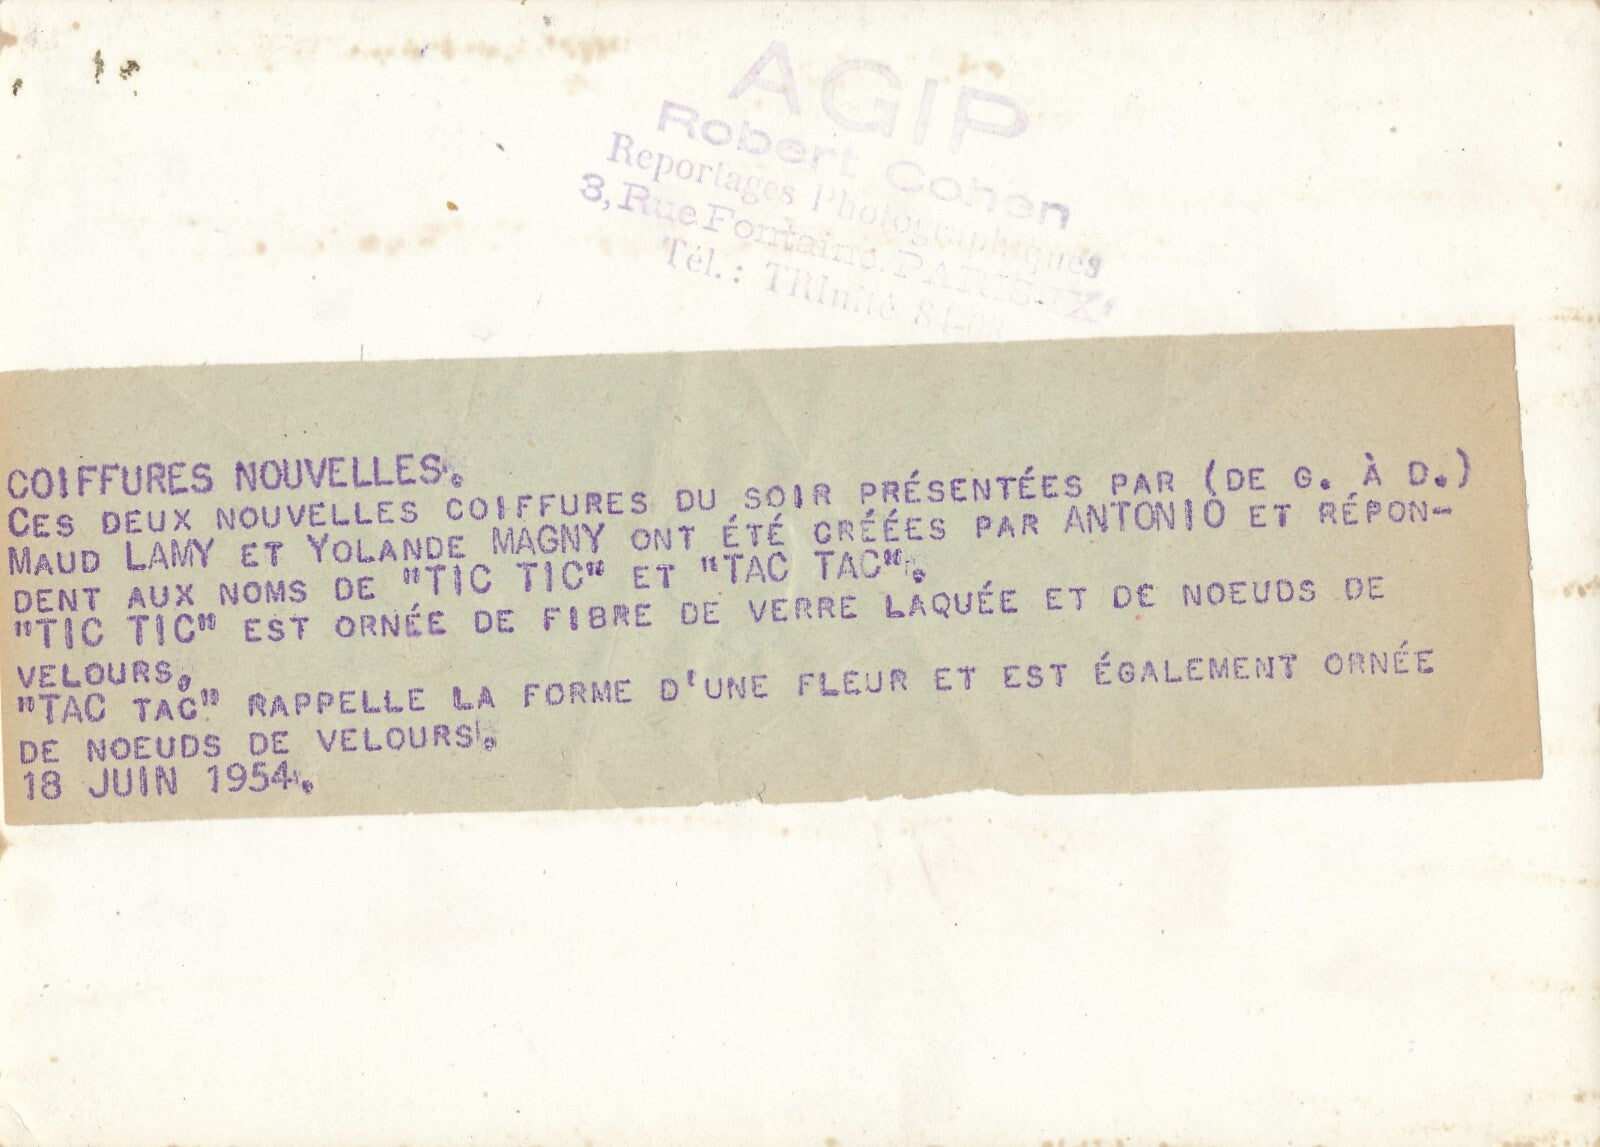 AGIP
Robert Cohen
Reportages Photographiques
3, Rue Fontaine PARIS-IXe
Tél. : TRInité
COIFFURES NOUVELLES.
CES DEUX NOUVELLES COIFFURES DU SOIR PRÉSENTÉES PAR (DE G. À D.)
MAUD LAMY ET YOLANDE MAGNY ONT ÉTÉ CRÉÉES PAR ANTONIO ET RÉPON-
DENT AUX NOMS DE "TIC TIC" ET "TAC TAC".
"TIC TIC" EST ORNÉE DE FIBRE DE VERRE LAQUÉE ET DE NOEUDS DE
VELOURS.
"TAC TAC" RAPPELLE LA FORME D'UNE FLEUR ET EST ÉGALEMENT ORNÉE
DE NOEUDS DE VELOURS.
18 JUIN 1954.